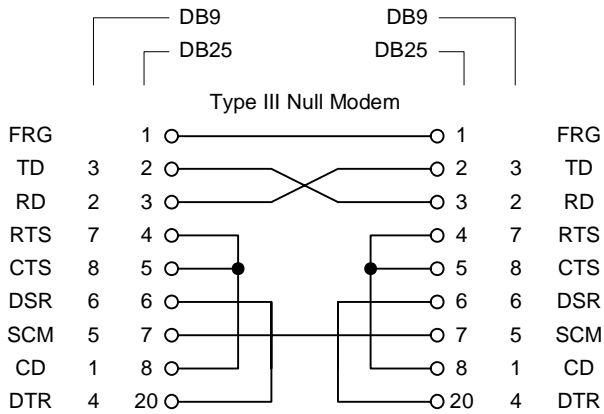 DB9 DB9
DB25 DB25
Type III Null Modem
FRG 1 1 FRG
TD 3 2 2 3 TD
RD 2 3 3 2 RD
RTS 7 4 4 7 RTS
CTS 8 5 5 8 CTS
DSR 6 6 6 6 DSR
SCM 5 7 7 5 SCM
CD 1 8 8 1 CD
DTR 4 20 20 4 DTR